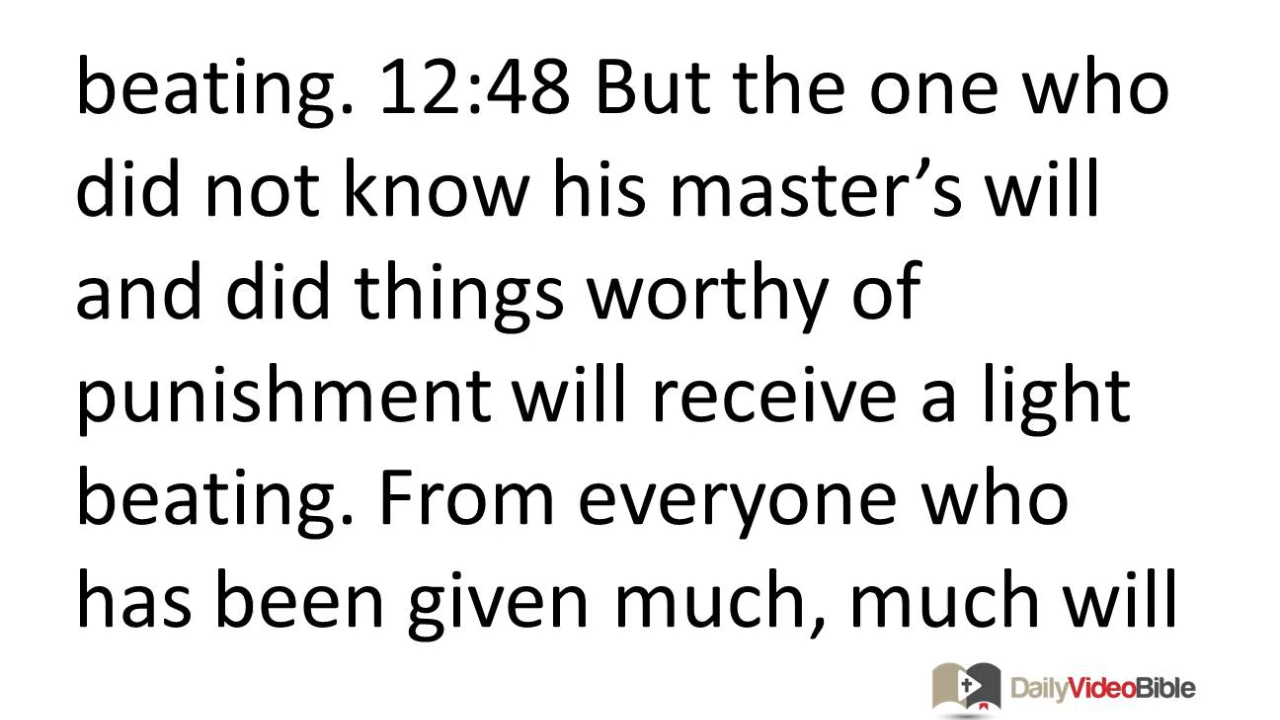 beating. 12:48 But the one who
did not know his master’s will
and did things worthy of
punishment will receive a light
beating. From everyone who
has been given much, much will
DailyVideoBible